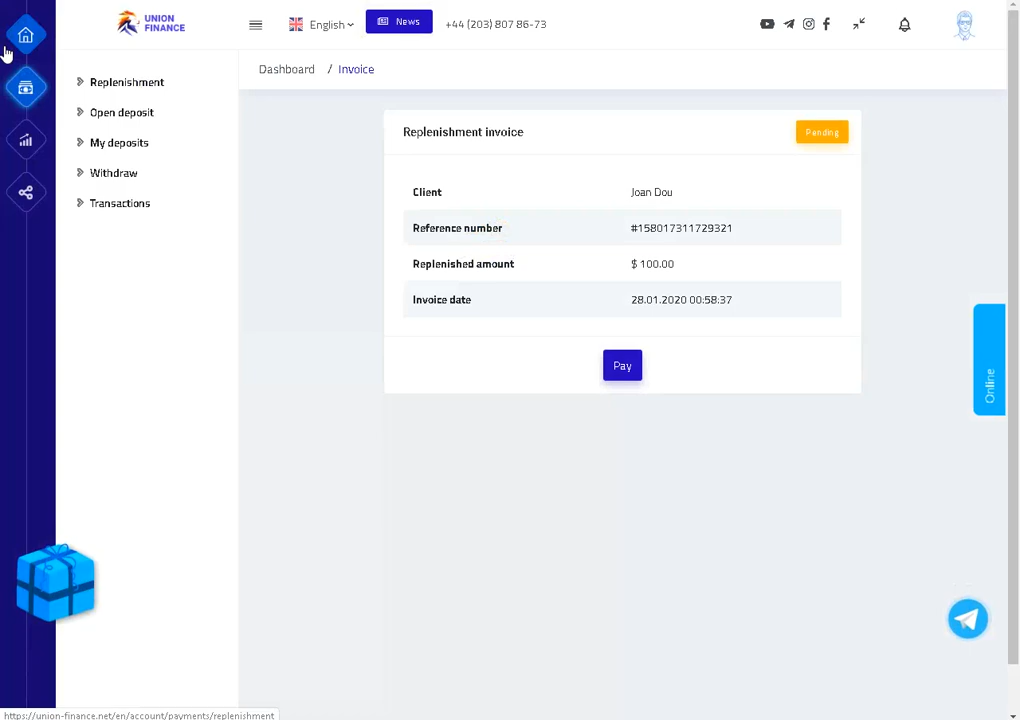 UNION
FINANCE
English
News
+44 (203) 807 86-73
Replenishment
Open deposit
My deposits
Withdraw
Transactions
Dashboard / Invoice
Replenishment invoice
Pending
Client Joan Dou
Reference number #158017311729321
Replenished amount $ 100.00
Invoice date 28.01.2020 00:58:37
Pay
Online
https://union-finance.net/en/account/payments/replenishment